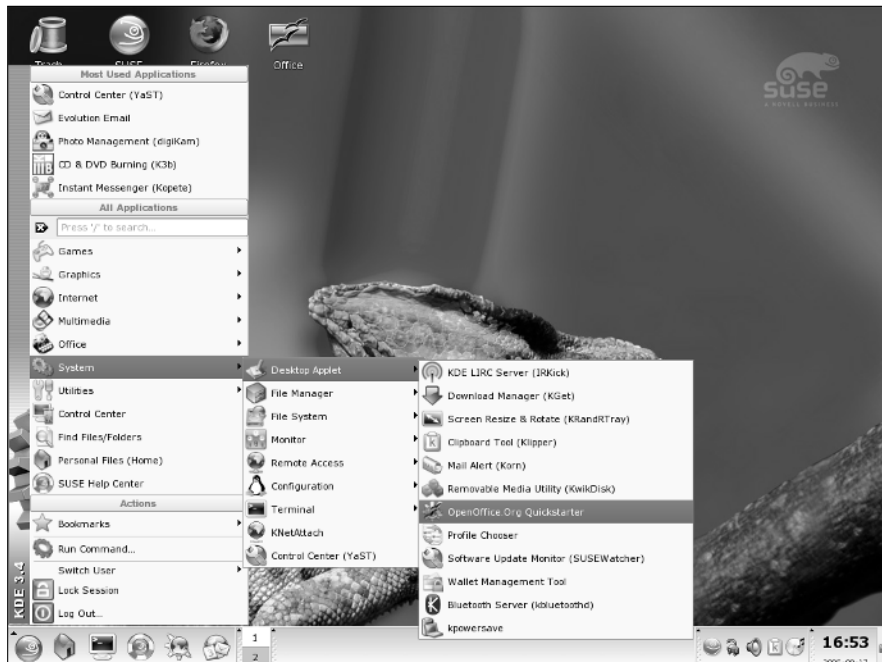 Trash
SUSE
Firefox
Office
suse
A NOVELL BUSINESS
Most Used Applications
Control Center (YaST)
Evolution Email
Photo Management (digiKam)
CD & DVD Burning (K3b)
Instant Messenger (Kopete)
All Applications
Press '/' to search...
Games
Graphics
Internet
Multimedia
Office
System
Utilities
Control Center
Find Files/Folders
Personal Files (Home)
SUSE Help Center
Actions
Bookmarks
Run Command...
Switch User
Lock Session
Log Out...
KDE 3.4
Desktop Applet
File Manager
File System
Monitor
Remote Access
Configuration
Terminal
KNetAttach
Control Center (YaST)
KDE LIRC Server (IRKick)
Download Manager (KGet)
Screen Resize & Rotate (KRandRTray)
Clipboard Tool (Klipper)
Mail Alert (Korn)
Removable Media Utility (KwikDisk)
OpenOffice.Org Quickstarter
Profile Chooser
Software Update Monitor (SUSEWatcher)
Wallet Management Tool
Bluetooth Server (kbluetoothd)
kpowersave
1
2
16:53